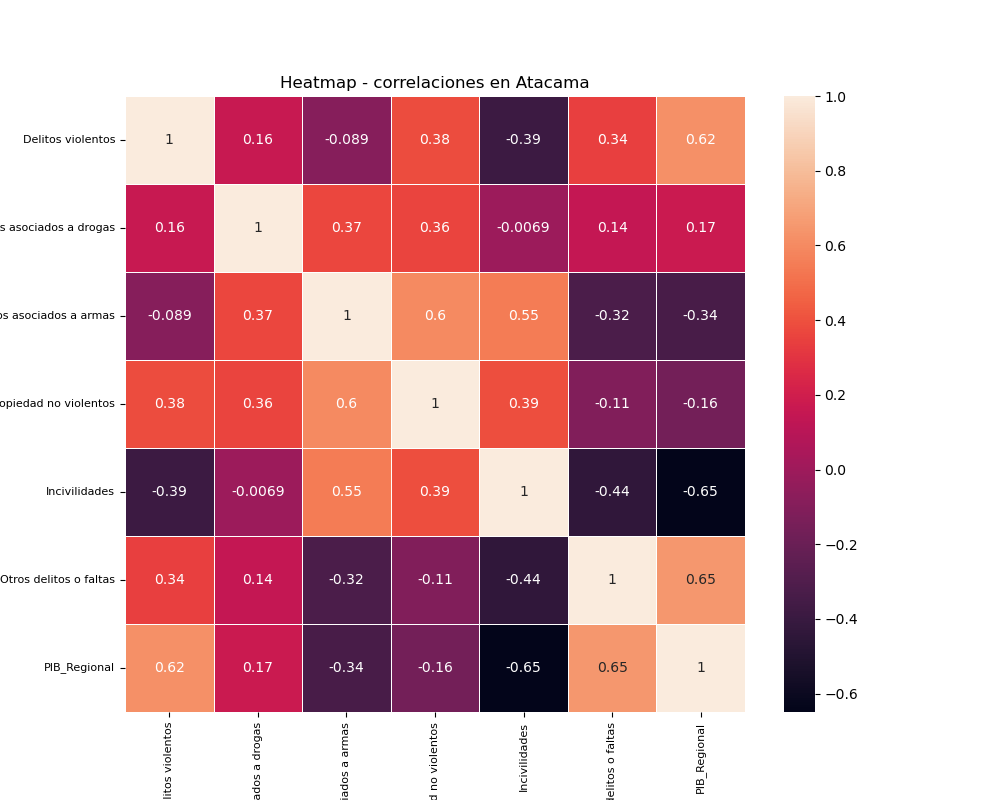 Heatmap - correlaciones en Atacama
Delitos violentos 1 0.16 -0.089 0.38 -0.39 0.34 0.62
s asociados a drogas 0.16 1 0.37 0.36 -0.0069 0.14 0.17
os asociados a armas -0.089 0.37 1 0.6 0.55 -0.32 -0.34
opiedad no violentos 0.38 0.36 0.6 1 0.39 -0.11 -0.16
Incivilidades -0.39 -0.0069 0.55 0.39 1 -0.44 -0.65
Otros delitos o faltas 0.34 0.14 -0.32 -0.11 -0.44 1 0.65
PIB_Regional 0.62 0.17 -0.34 -0.16 -0.65 0.65 1
litos violentos
ados a drogas
iados a armas
d no violentos
Incivilidades
delitos o faltas
PIB_Regional
1.0
0.8
0.6
0.4
0.2
0.0
−0.2
−0.4
−0.6